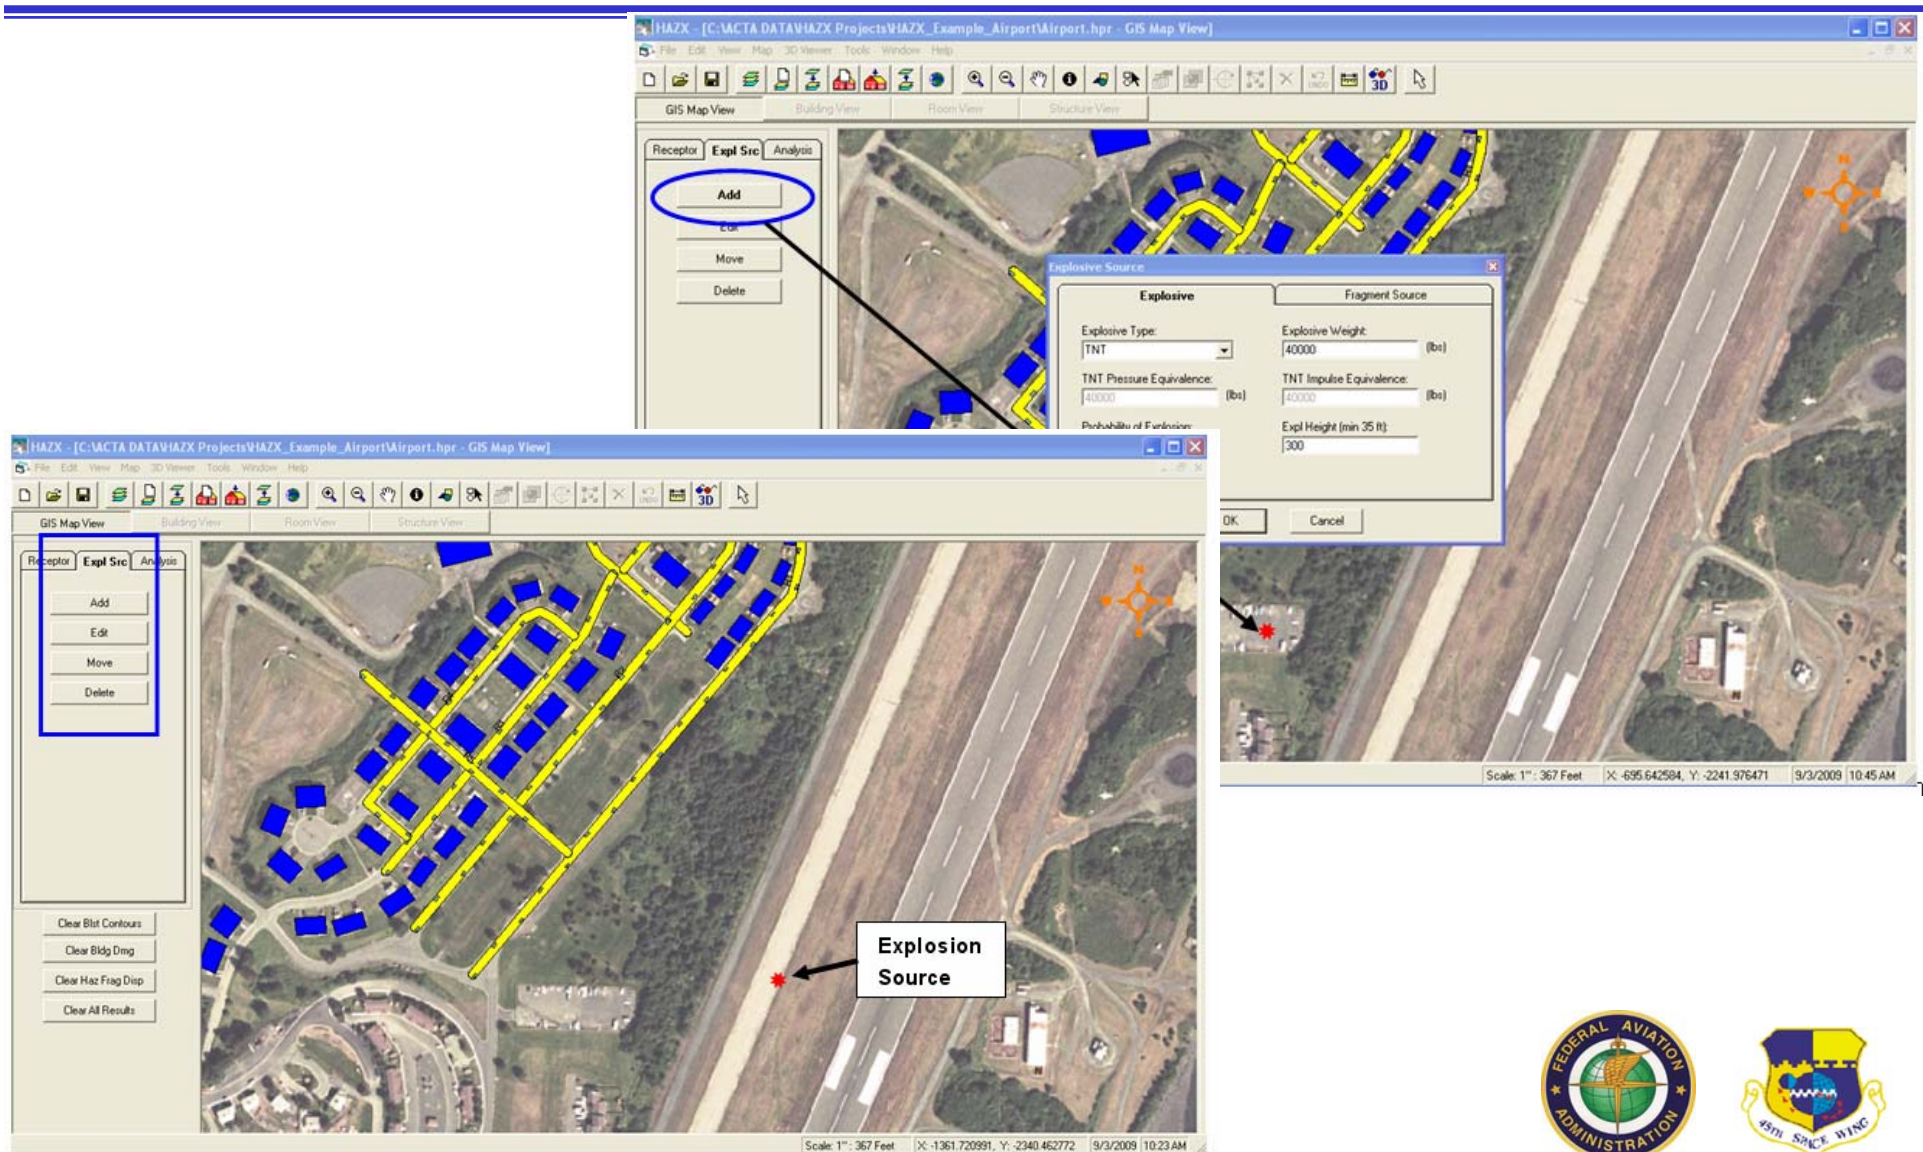 HAZX - [C:\ACTA DATA\HAZX Projects\HAZX_Example_Airport\Airport.hpr - GIS Map View]
File Edit View Map 3D Viewer Tools Window Help
UNDO 3D
GIS Map View Building View Room View Structure View
Receptor Expl Src Analysis
Add
Edit
Move
Delete
N
Explosive Source
Explosive Fragment Source
Explosive Type: Explosive Weight:
TNT 40000 (lbs)
TNT Pressure Equivalence: TNT Impulse Equivalence:
40000 (lbs) 40000 (lbs)
Probability of Explosion: Expl Height (min 35 ft):
300
OK Cancel
Scale: 1" : 367 Feet X: -695.642584, Y: -2241.976471 9/3/2009 10:45 AM
HAZX - [C:\ACTA DATA\HAZX Projects\HAZX_Example_Airport\Airport.hpr - GIS Map View]
File Edit View Map 3D Viewer Tools Window Help
UNDO 3D
GIS Map View Building View Room View Structure View
Receptor Expl Src Analysis
Add
Edit
Move
Delete
Clear Blst Contours
Clear Bldg Dmg
Clear Haz Frag Disp
Clear All Results
N
Explosion
Source
Scale: 1" : 367 Feet X: -1361.720991, Y: -2340.462772 9/3/2009 10:23 AM
FEDERAL AVIATION
ADMINISTRATION
45TH SPACE WING